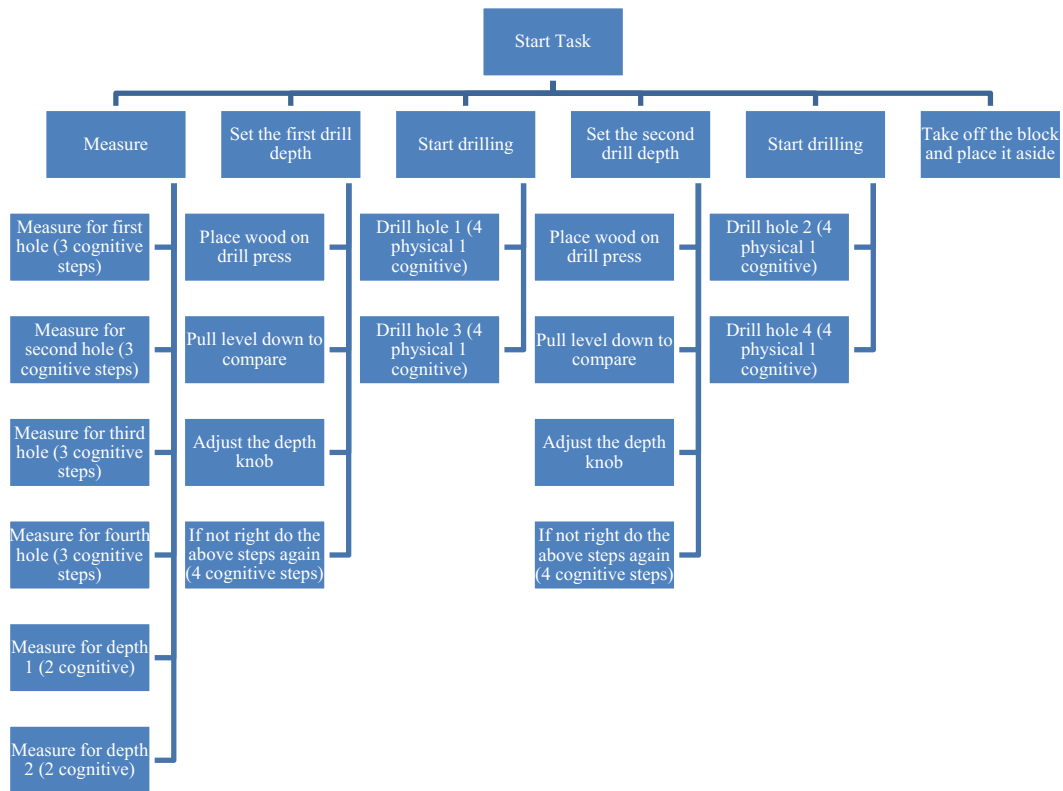 Start Task
Measure
Measure for first
hole (3 cognitive
steps)
Measure for
second hole (3
cognitive steps)
Measure for third
hole (3 cognitive
steps)
Measure for fourth
hole (3 cognitive
steps)
Measure for depth
1 (2 cognitive)
Measure for depth
2 (2 cognitive)
Set the first drill
depth
Place wood on
drill press
Pull level down to
compare
Adjust the depth
knob
If not right do the
above steps again
(4 cognitive steps)
Start drilling
Drill hole 1 (4
physical 1
cognitive)
Drill hole 3 (4
physical 1
cognitive)
Set the second
drill depth
Place wood on
drill press
Pull level down to
compare
Adjust the depth
knob
If not right do the
above steps again
(4 cognitive steps)
Start drilling
Drill hole 2 (4
physical 1
cognitive)
Drill hole 4 (4
physical 1
cognitive)
Take off the block
and place it aside